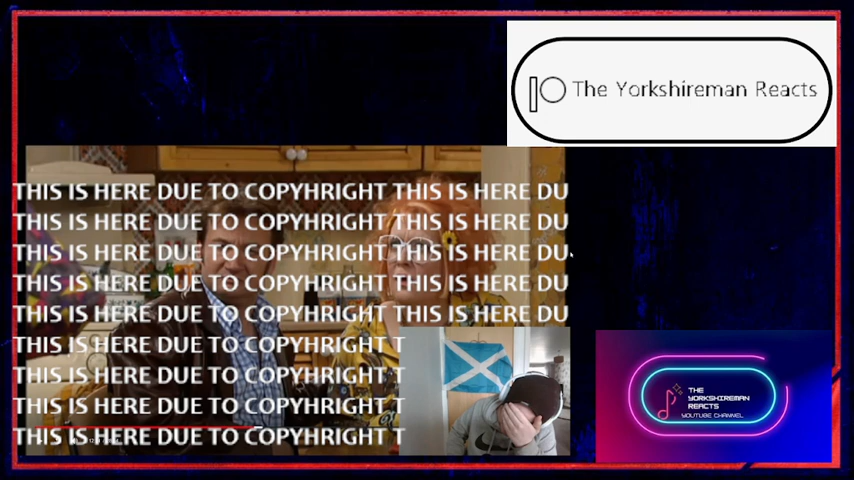 The Yorkshireman Reacts
THIS IS HERE DUE TO COPYHRIGHT THIS IS HERE DU
THIS IS HERE DUE TO COPYHRIGHT THIS IS HERE DU
THIS IS HERE DUE TO COPYHRIGHT THIS IS HERE DU
THIS IS HERE DUE TO COPYHRIGHT THIS IS HERE DU
THIS IS HERE DUE TO COPYHRIGHT THIS IS HERE DU
THIS IS HERE DUE TO COPYHRIGHT T
THIS IS HERE DUE TO COPYHRIGHT T
THIS IS HERE DUE TO COPYHRIGHT T
THIS IS HERE DUE TO COPYHRIGHT T
THE
YORKSHIREMAN
REACTS
YOUTUBE CHANNEL